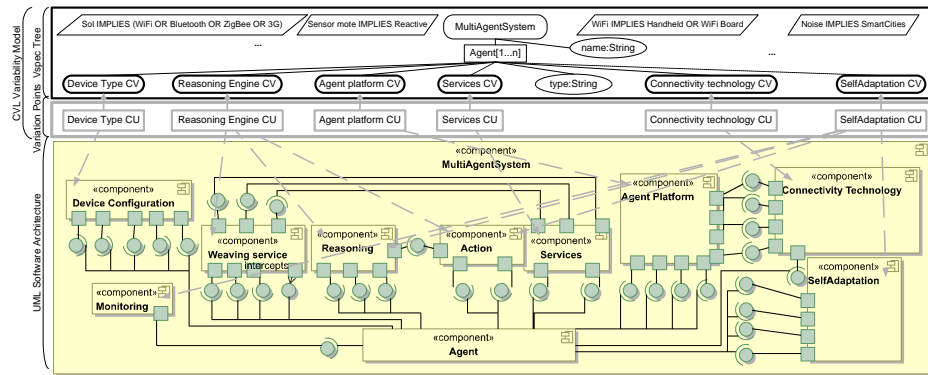 Sol IMPLIES (WiFi OR Bluetooth OR ZigBee OR 3G)
Sensor mote IMPLIES Reactive
MultiAgentSystem
WiFi IMPLIES Handheld OR WiFi Board
Noise IMPLIES SmartCities
...
Agent[1...n]
name:String
...
Device Type CV
Reasoning Engine CV
Agent platform CV
Services CV
type:String
Connectivity technology CV
SelfAdaptation CV
Device Type CU
Reasoning Engine CU
Agent platform CU
Services CU
Connectivity technology CU
SelfAdaptation CU
CVL Variability Model
Vspec Tree
Variation Points
UML Software Architecture
«component»
MultiAgentSystem
«component»
Device Configuration
«component»
Agent Platform
«component»
Connectivity Technology
«component»
Weaving service
intercepts
«component»
Reasoning
«component»
Action
«component»
Services
«component»
SelfAdaptation
«component»
Monitoring
«component»
Agent